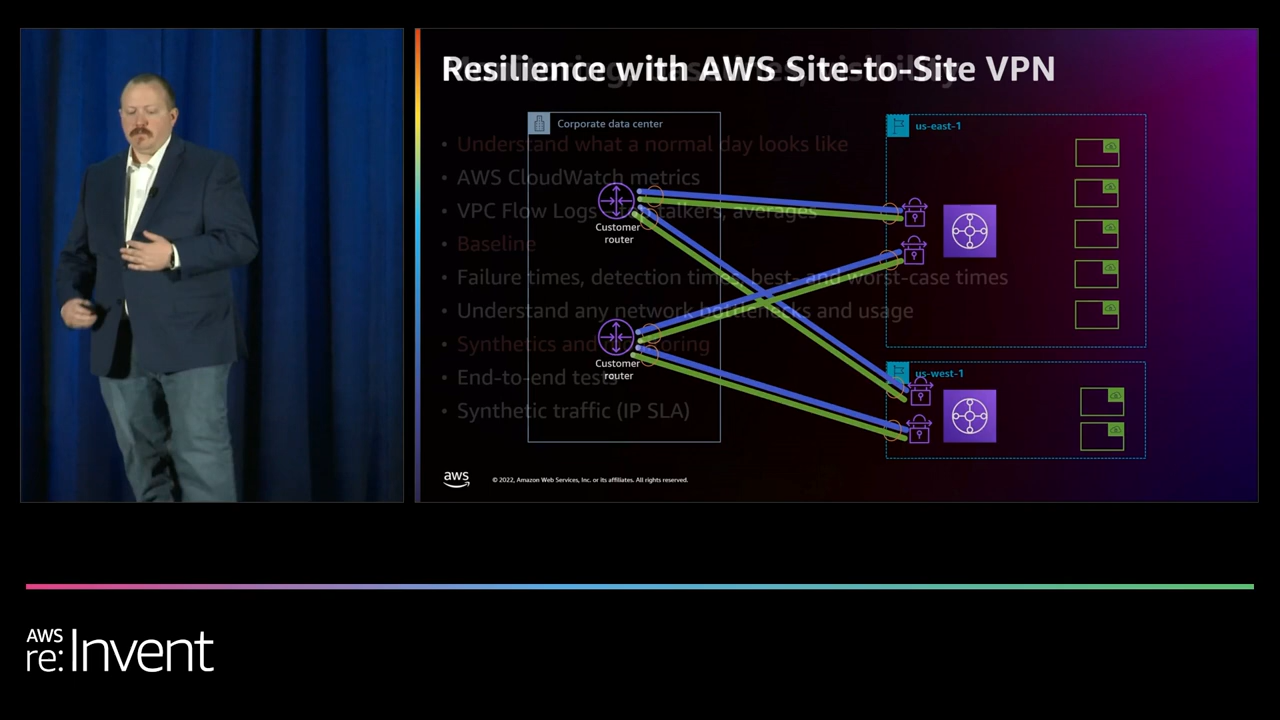 Resilience with AWS Site-to-Site VPN
Corporate data center
us-east-1
• Understand what a normal day looks like
• AWS CloudWatch metrics
• VPC Flow Logs talkers, averages
Customer
router
• Baseline
• Failure times, detection times, best- and worst-case times
• Understand any network bottlenecks and usage
• Synthetics and
Customer
router
us-west-1
• End-to-end tests
• Synthetic traffic (IP SLA)
aws
© 2022, Amazon Web Services, Inc. or its affiliates. All rights reserved.
AWS
re:Invent